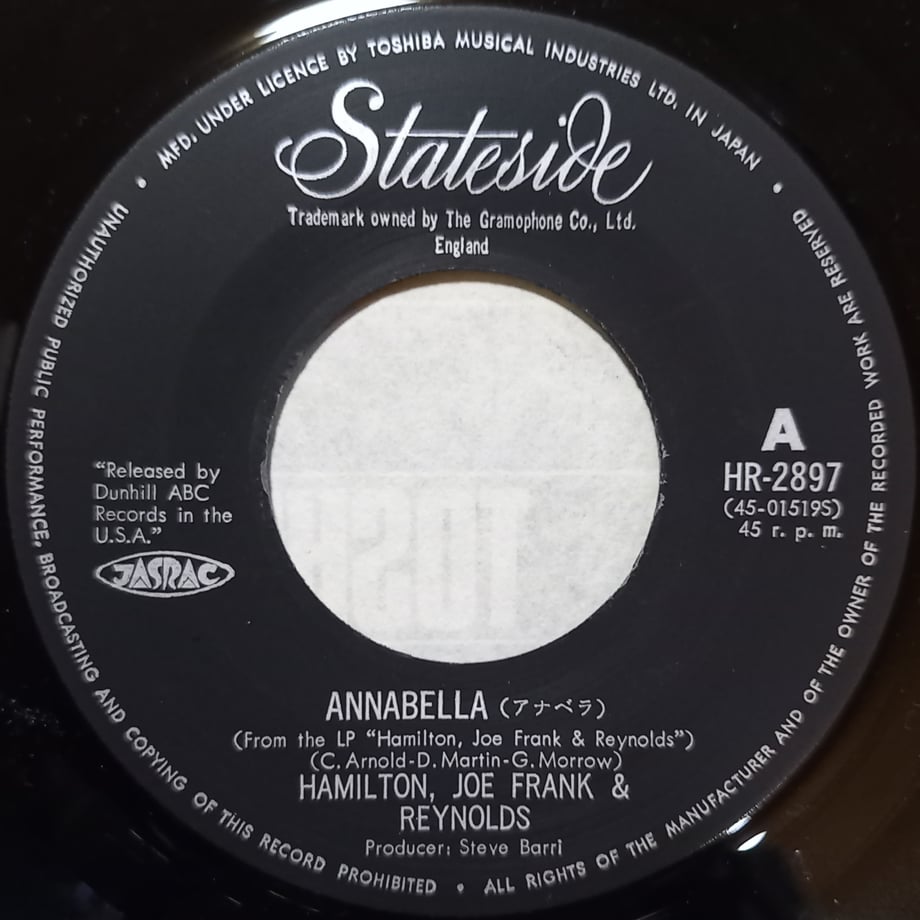 MFD. UNDER LICENCE BY TOSHIBA MUSICAL INDUSTRIES LTD. IN JAPAN •
Stateside
Trademark owned by The Gramophone Co., Ltd.
England
"Released by
Dunhill ABC
Records in the
U.S.A."
JASRAC
A
HR-2897
(45-01519S)
45 r. p. m.
TOSH
ANNABELLA (アナベラ)
(From the LP "Hamilton, Joe Frank & Reynolds")
(C. Arnold-D. Martin-G. Morrow)
HAMILTON, JOE FRANK &
REYNOLDS
Producer: Steve Barri
ALL RIGHTS OF THE MANUFACTURER AND OF THE OWNER OF THE RECORDED WORK ARE RESERVED
• UNAUTHORIZED PUBLIC PERFORMANCE, BROADCASTING AND COPYING OF THIS RECORD PROHIBITED •